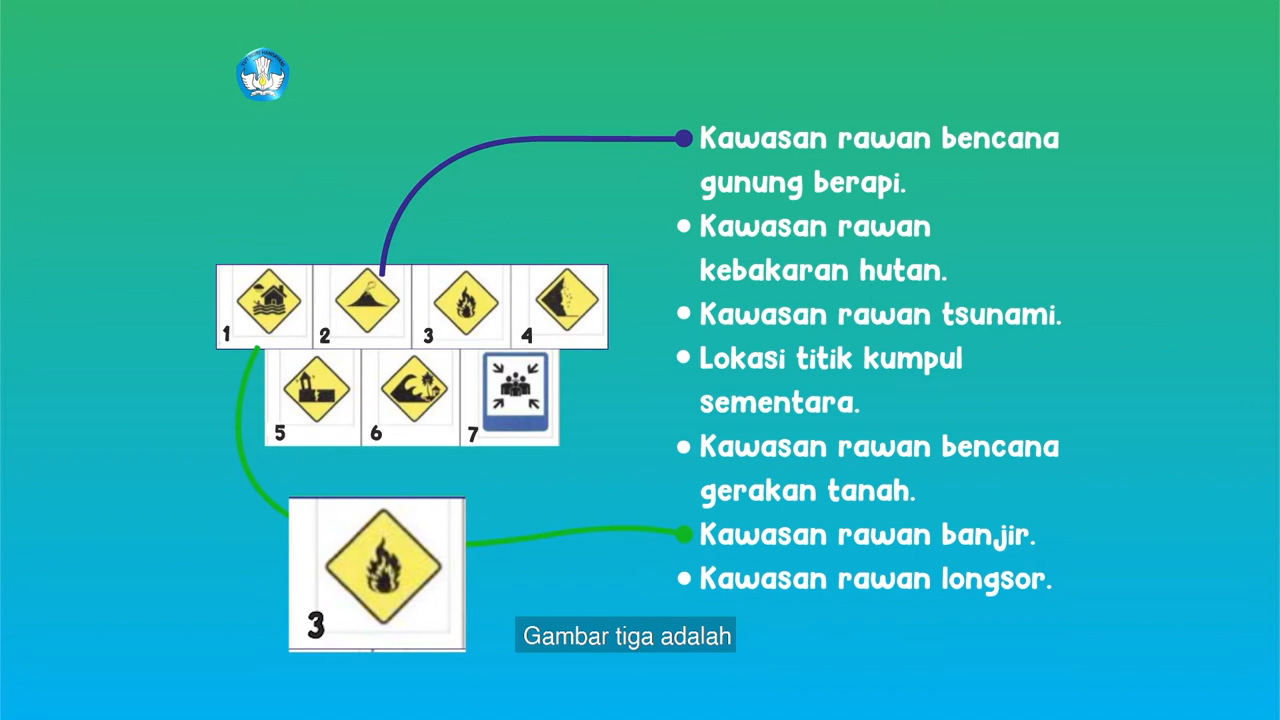 Kawasan rawan bencana
gunung berapi.
Kawasan rawan
kebakaran hutan.
Kawasan rawan tsunami.
Lokasi titik kumpul
sementara.
Kawasan rawan bencana
gerakan tanah.
Kawasan rawan banjir.
Kawasan rawan longsor.
1
2
3
4
5
6
7
3
Gambar tiga adalah